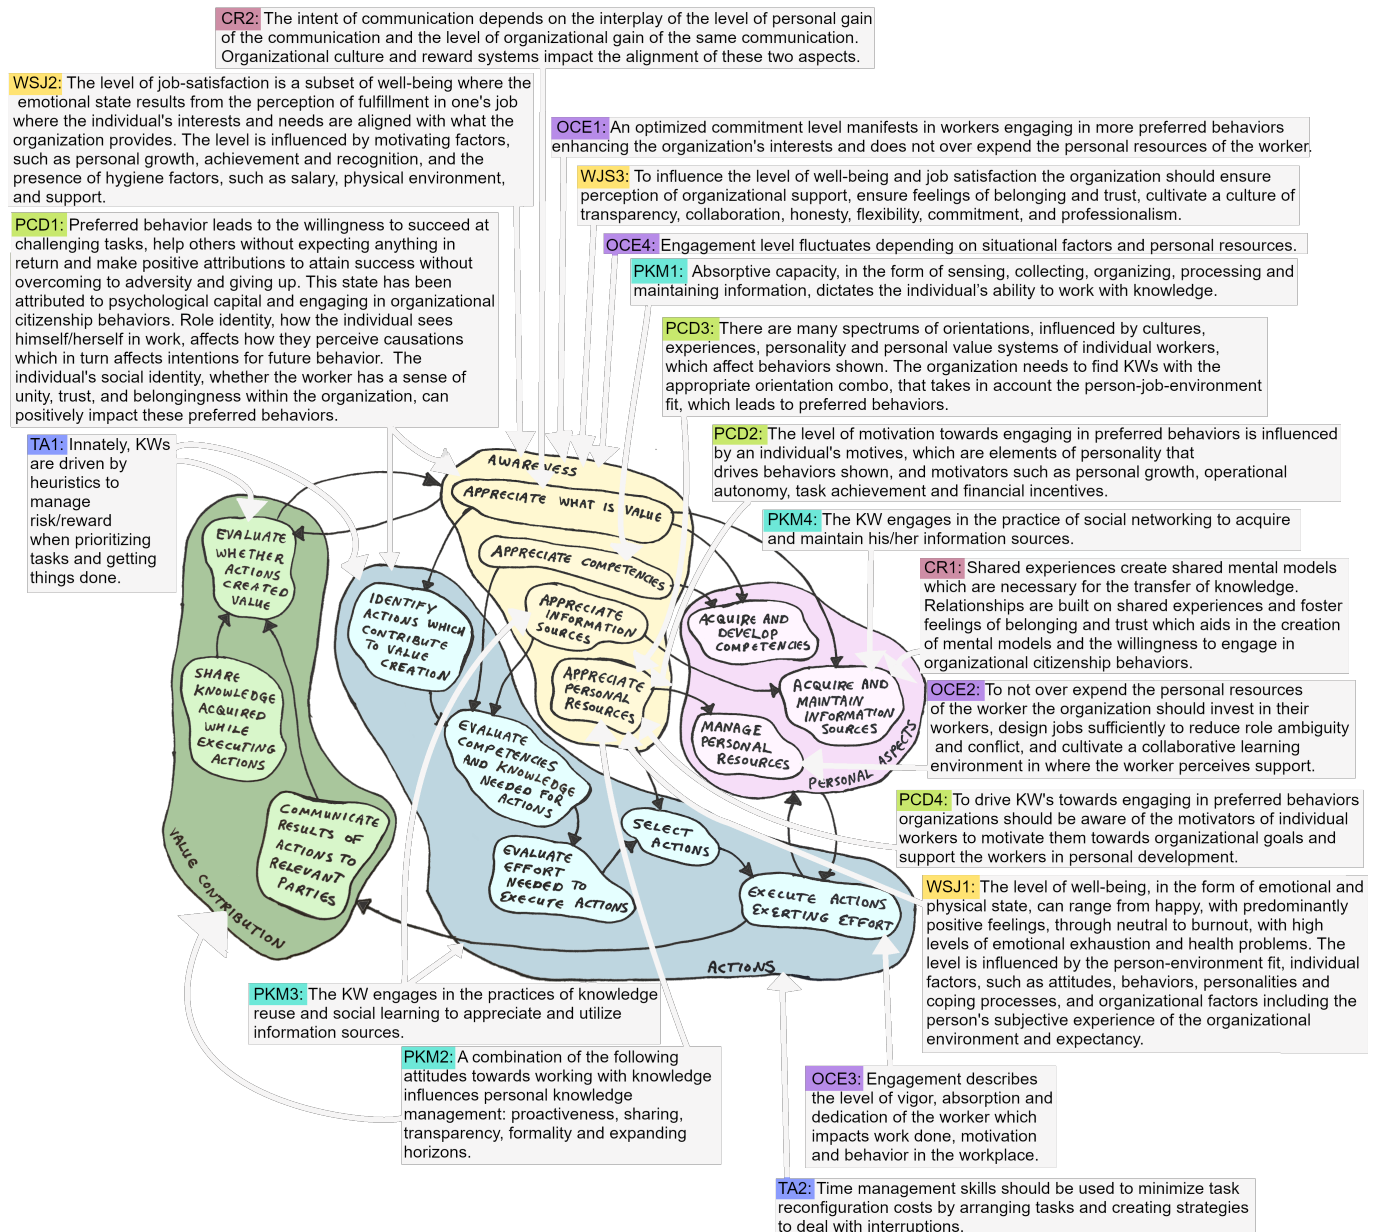 CR2: The intent of communication depends on the interplay of the level of personal gain
of the communication and the level of organizational gain of the same communication.
Organizational culture and reward systems impact the alignment of these two aspects.
WSJ2: The level of job-satisfaction is a subset of well-being where the
emotional state results from the perception of fulfillment in one's job
where the individual's interests and needs are aligned with what the
organization provides. The level is influenced by motivating factors,
such as personal growth, achievement and recognition, and the
presence of hygiene factors, such as salary, physical environment,
and support.
OCE1: An optimized commitment level manifests in workers engaging in more preferred behaviors
enhancing the organization's interests and does not over expend the personal resources of the worker.
WJS3: To influence the level of well-being and job satisfaction the organization should ensure
perception of organizational support, ensure feelings of belonging and trust, cultivate a culture of
transparency, collaboration, honesty, flexibility, commitment, and professionalism.
OCE4: Engagement level fluctuates depending on situational factors and personal resources.
PKM1: Absorptive capacity, in the form of sensing, collecting, organizing, processing and
maintaining information, dictates the individual's ability to work with knowledge.
PCD1: Preferred behavior leads to the willingness to succeed at
challenging tasks, help others without expecting anything in
return and make positive attributions to attain success without
overcoming to adversity and giving up. This state has been
attributed to psychological capital and engaging in organizational
citizenship behaviors. Role identity, how the individual sees
himself/herself in work, affects how they perceive causations
which in turn affects intentions for future behavior. The
individual's social identity, whether the worker has a sense of
unity, trust, and belongingness within the organization, can
positively impact these preferred behaviors.
PCD3: There are many spectrums of orientations, influenced by cultures,
experiences, personality and personal value systems of individual workers,
which affect behaviors shown. The organization needs to find KWs with the
appropriate orientation combo, that takes in account the person-job-environment
fit, which leads to preferred behaviors.
PCD2: The level of motivation towards engaging in preferred behaviors is influenced
by an individual's motives, which are elements of personality that
drives behaviors shown, and motivators such as personal growth, operational
autonomy, task achievement and financial incentives.
TA1: Innately, KWs
are driven by
heuristics to
manage
risk/reward
when prioritizing
tasks and getting
things done.
PKM4: The KW engages in the practice of social networking to acquire
and maintain his/her information sources.
CR1: Shared experiences create shared mental models
which are necessary for the transfer of knowledge.
Relationships are built on shared experiences and foster
feelings of belonging and trust which aids in the creation
of mental models and the willingness to engage in
organizational citizenship behaviors.
OCE2: To not over expend the personal resources
of the worker the organization should invest in their
workers, design jobs sufficiently to reduce role ambiguity
and conflict, and cultivate a collaborative learning
environment in where the worker perceives support.
PCD4: To drive KW's towards engaging in preferred behaviors
organizations should be aware of the motivators of individual
workers to motivate them towards organizational goals and
support the workers in personal development.
WSJ1: The level of well-being, in the form of emotional and
physical state, can range from happy, with predominantly
positive feelings, through neutral to burnout, with high
levels of emotional exhaustion and health problems. The
level is influenced by the person-environment fit, individual
factors, such as attitudes, behaviors, personalities and
coping processes, and organizational factors including the
person's subjective experience of the organizational
environment and expectancy.
AWARENESS
APPRECIATE WHAT IS VALUE
APPRECIATE COMPETENCIES
APPRECIATE
INFORMATION
SOURCES
APPRECIATE
PERSONAL
RESOURCES
EVALUATE
WHETHER
ACTIONS
CREATED
VALUE
SHARE
KNOWLEDGE
ACQUIRED
WHILE
EXECUTING
ACTIONS
COMMUNICATE
RESULTS OF
ACTIONS TO
RELEVANT
PARTIES
VALUE CONTRIBUTION
IDENTIFY
ACTIONS WHICH
CONTRIBUTE
TO VALUE
CREATION
EVALUATE
COMPETENCIES
AND KNOWLEDGE
NEEDED FOR
ACTIONS
EVALUATE
EFFORT
NEEDED TO
EXECUTE ACTIONS
SELECT
ACTIONS
EXECUTE ACTIONS
EXERTING EFFORT
ACTIONS
ACQUIRE AND
DEVELOP
COMPETENCIES
ACQUIRE AND
MAINTAIN
INFORMATION
SOURCES
MANAGE
PERSONAL
RESOURCES
PERSONAL ASPECTS
PKM3: The KW engages in the practices of knowledge
reuse and social learning to appreciate and utilize
information sources.
PKM2: A combination of the following
attitudes towards working with knowledge
influences personal knowledge
management: proactiveness, sharing,
transparency, formality and expanding
horizons.
OCE3: Engagement describes
the level of vigor, absorption and
dedication of the worker which
impacts work done, motivation
and behavior in the workplace.
TA2: Time management skills should be used to minimize task
reconfiguration costs by arranging tasks and creating strategies
to deal with interruptions.